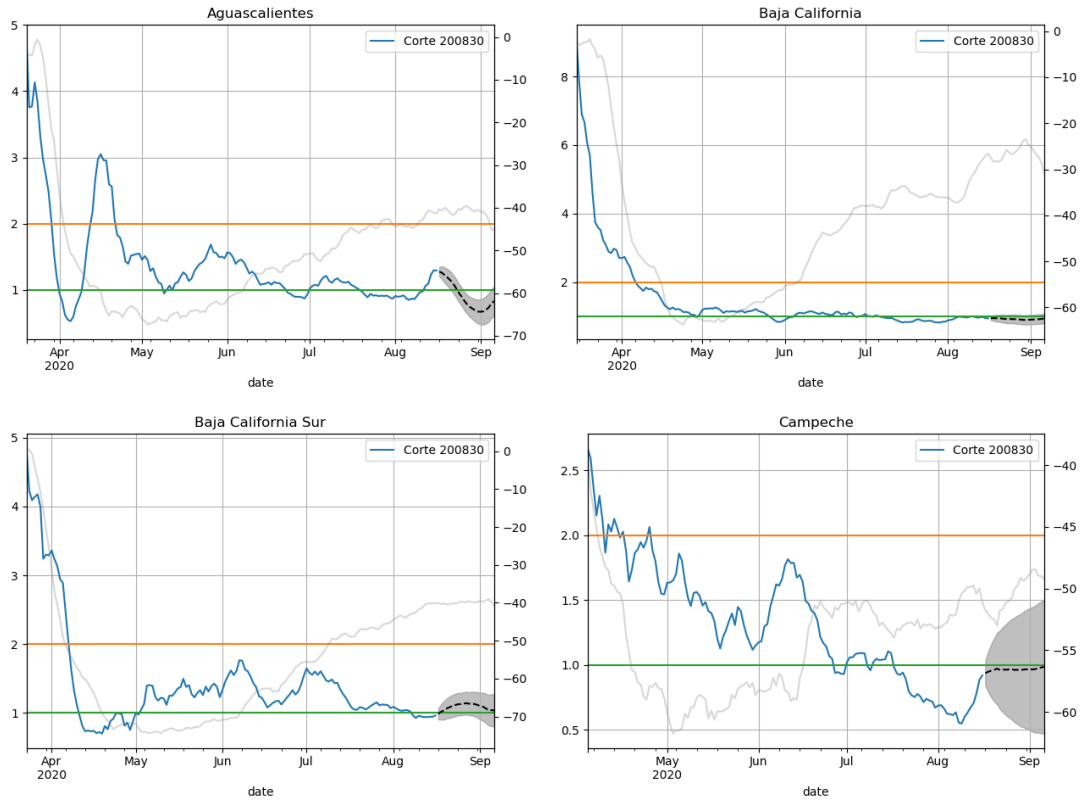 Aguascalientes
Corte 200830
5
4
3
2
1
0
−10
−20
−30
−40
−50
−60
−70
Apr
2020
May
Jun
Jul
Aug
Sep
date
Baja California
Corte 200830
8
6
4
2
0
−10
−20
−30
−40
−50
−60
Apr
2020
May
Jun
Jul
Aug
Sep
date
Baja California Sur
Corte 200830
5
4
3
2
1
0
−10
−20
−30
−40
−50
−60
−70
Apr
2020
May
Jun
Jul
Aug
Sep
date
Campeche
Corte 200830
2.5
2.0
1.5
1.0
0.5
−40
−45
−50
−55
−60
May
2020
Jun
Jul
Aug
Sep
date